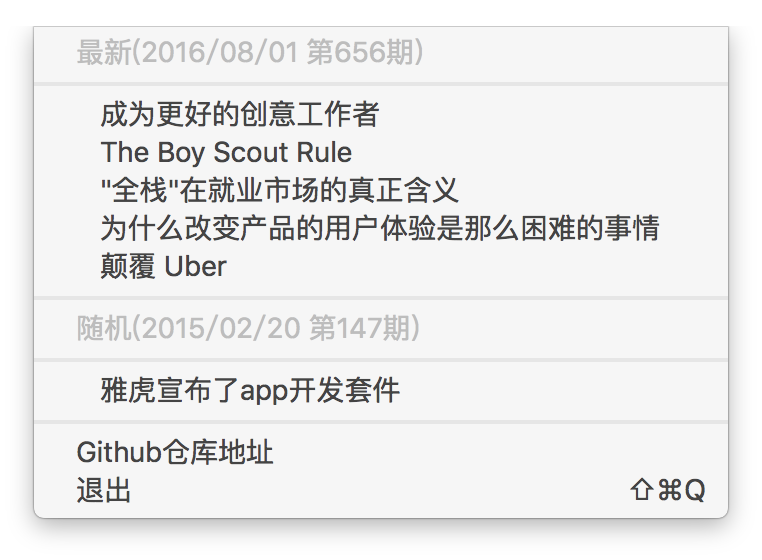 最新(2016/08/01 第656期)
成为更好的创意工作者
The Boy Scout Rule
"全栈"在就业市场的真正含义
为什么改变产品的用户体验是那么困难的事情
颠覆 Uber
随机(2015/02/20 第147期)
雅虎宣布了app开发套件
Github仓库地址
退出 ⇧⌘Q